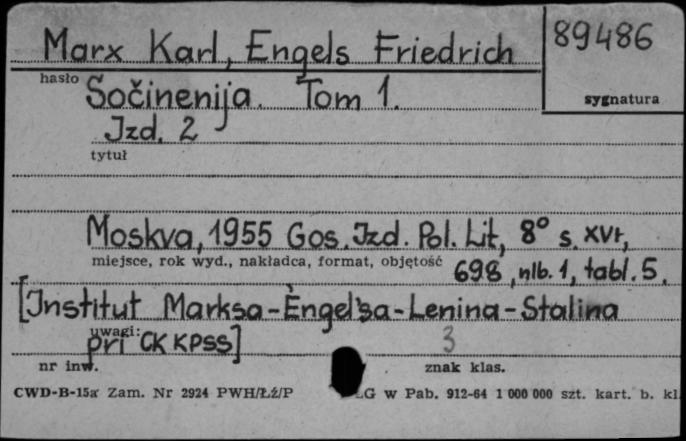 Marx Karl, Engels Friedrich
89486
hasło
sygnatura
Sočinenija. Tom 1.
Izd. 2
tytuł
Moskva, 1955 Gos. Izd. Pol. Lit, 8° s. XVI,
miejsce, rok wyd., nakładca, format, objętość
698, nlb. 1, tabl. 5.
[Institut Marksa-Èngel'sa-Lenina-Stalina
uwagi:
pri CK KPSS]
3
nr inw.
znak klas.
CWD-B-15a Zam. Nr 2924 PWH/Łź/P
G w Pab. 912-64 1 000 000 szt. kart. b. kl.